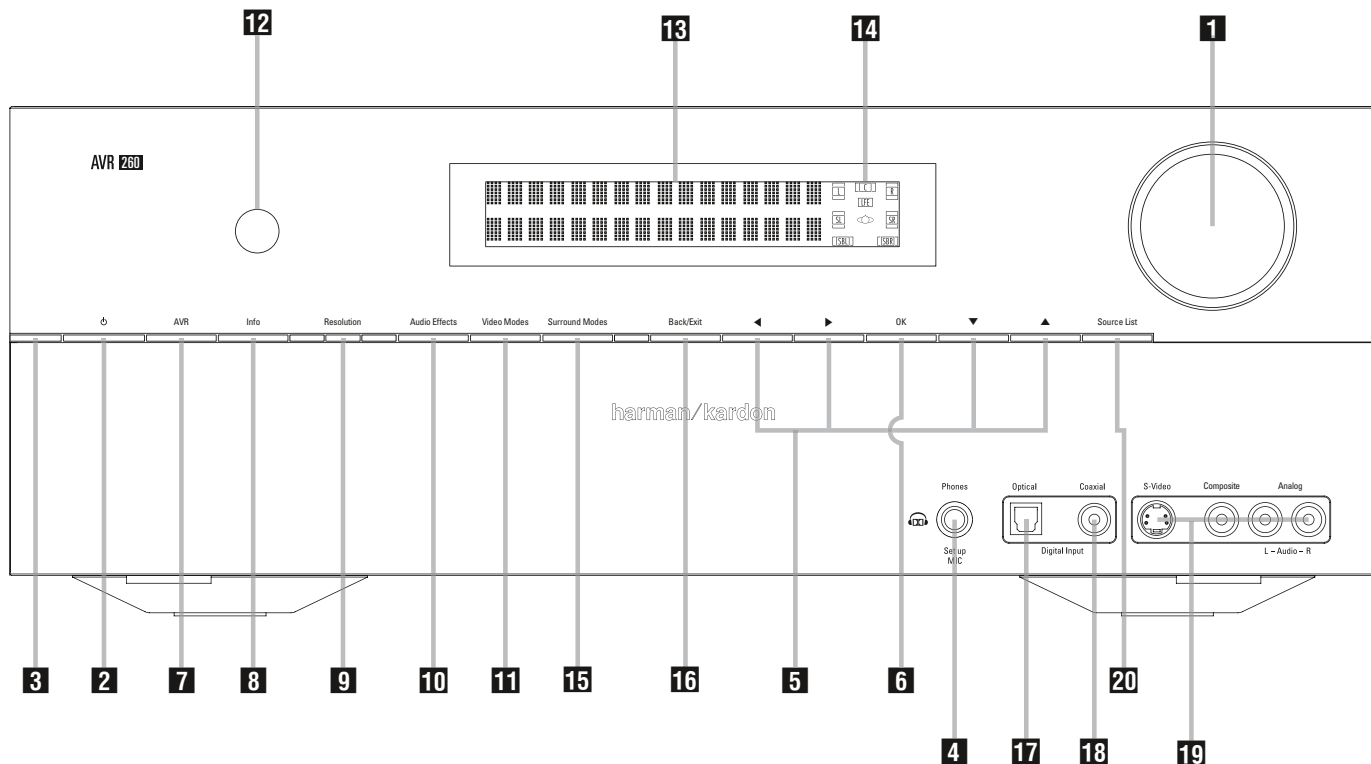 12 13 14 1
AVR 260
L C R
LFE
SL SR
[SBL] [SBR]
AVR Info Resolution Audio Effects Video Modes Surround Modes Back/Exit ◀ ▶ OK ▼ ▲ Source List
harman/kardon
Phones Optical Coaxial S-Video Composite Analog
Set up MIC
Digital Input
L – Audio – R
3 2 7 8 9 10 11 15 16 5 6 20
4 17 18 19